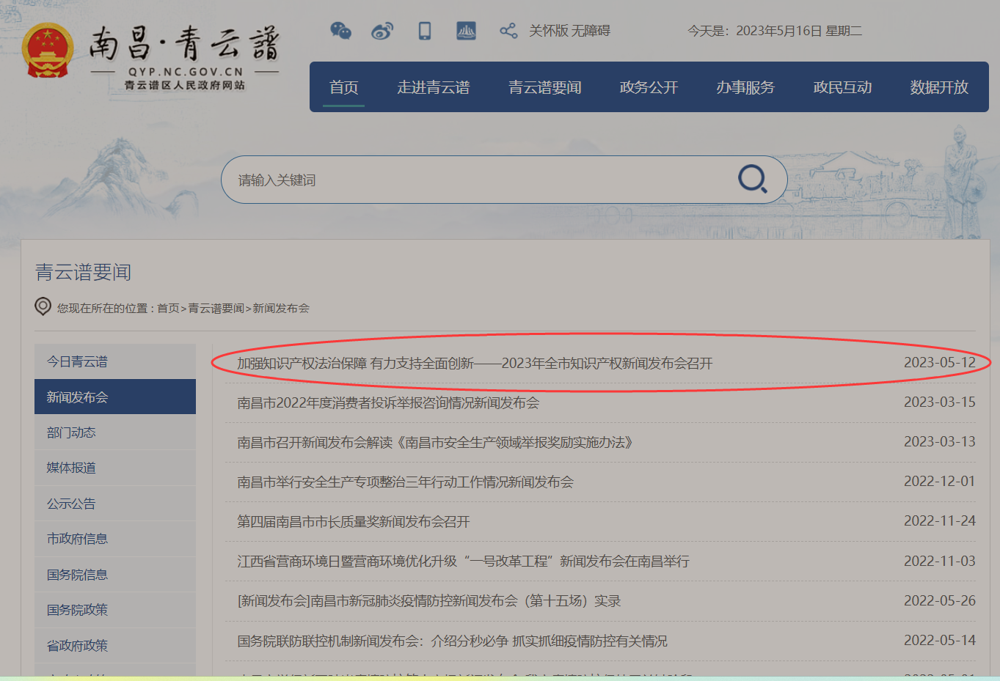 南昌·青云譜
QYP.NC.GOV.CN
青云谱区人民政府网站
关怀版 无障碍
今天是：2023年5月16日 星期二
首页 走进青云谱 青云谱要闻 政务公开 办事服务 政民互动 数据开放
请输入关键词
青云谱要闻
您现在所在的位置 : 首页>青云谱要闻>新闻发布会
今日青云谱
新闻发布会
部门动态
媒体报道
公示公告
市政府信息
国务院信息
国务院政策
省政府政策
加强知识产权法治保障 有力支持全面创新——2023年全市知识产权新闻发布会召开 2023-05-12
南昌市2022年度消费者投诉举报咨询情况新闻发布会 2023-03-15
南昌市召开新闻发布会解读《南昌市安全生产领域举报奖励实施办法》 2023-03-13
南昌市举行安全生产专项整治三年行动工作情况新闻发布会 2022-12-01
第四届南昌市市长质量奖新闻发布会召开 2022-11-24
江西省营商环境日暨营商环境优化升级“一号改革工程”新闻发布会在南昌举行 2022-11-03
[新闻发布会]南昌市新冠肺炎疫情防控新闻发布会（第十五场）实录 2022-05-26
国务院联防联控机制新闻发布会：介绍分秒必争 抓实抓细疫情防控有关情况 2022-05-14